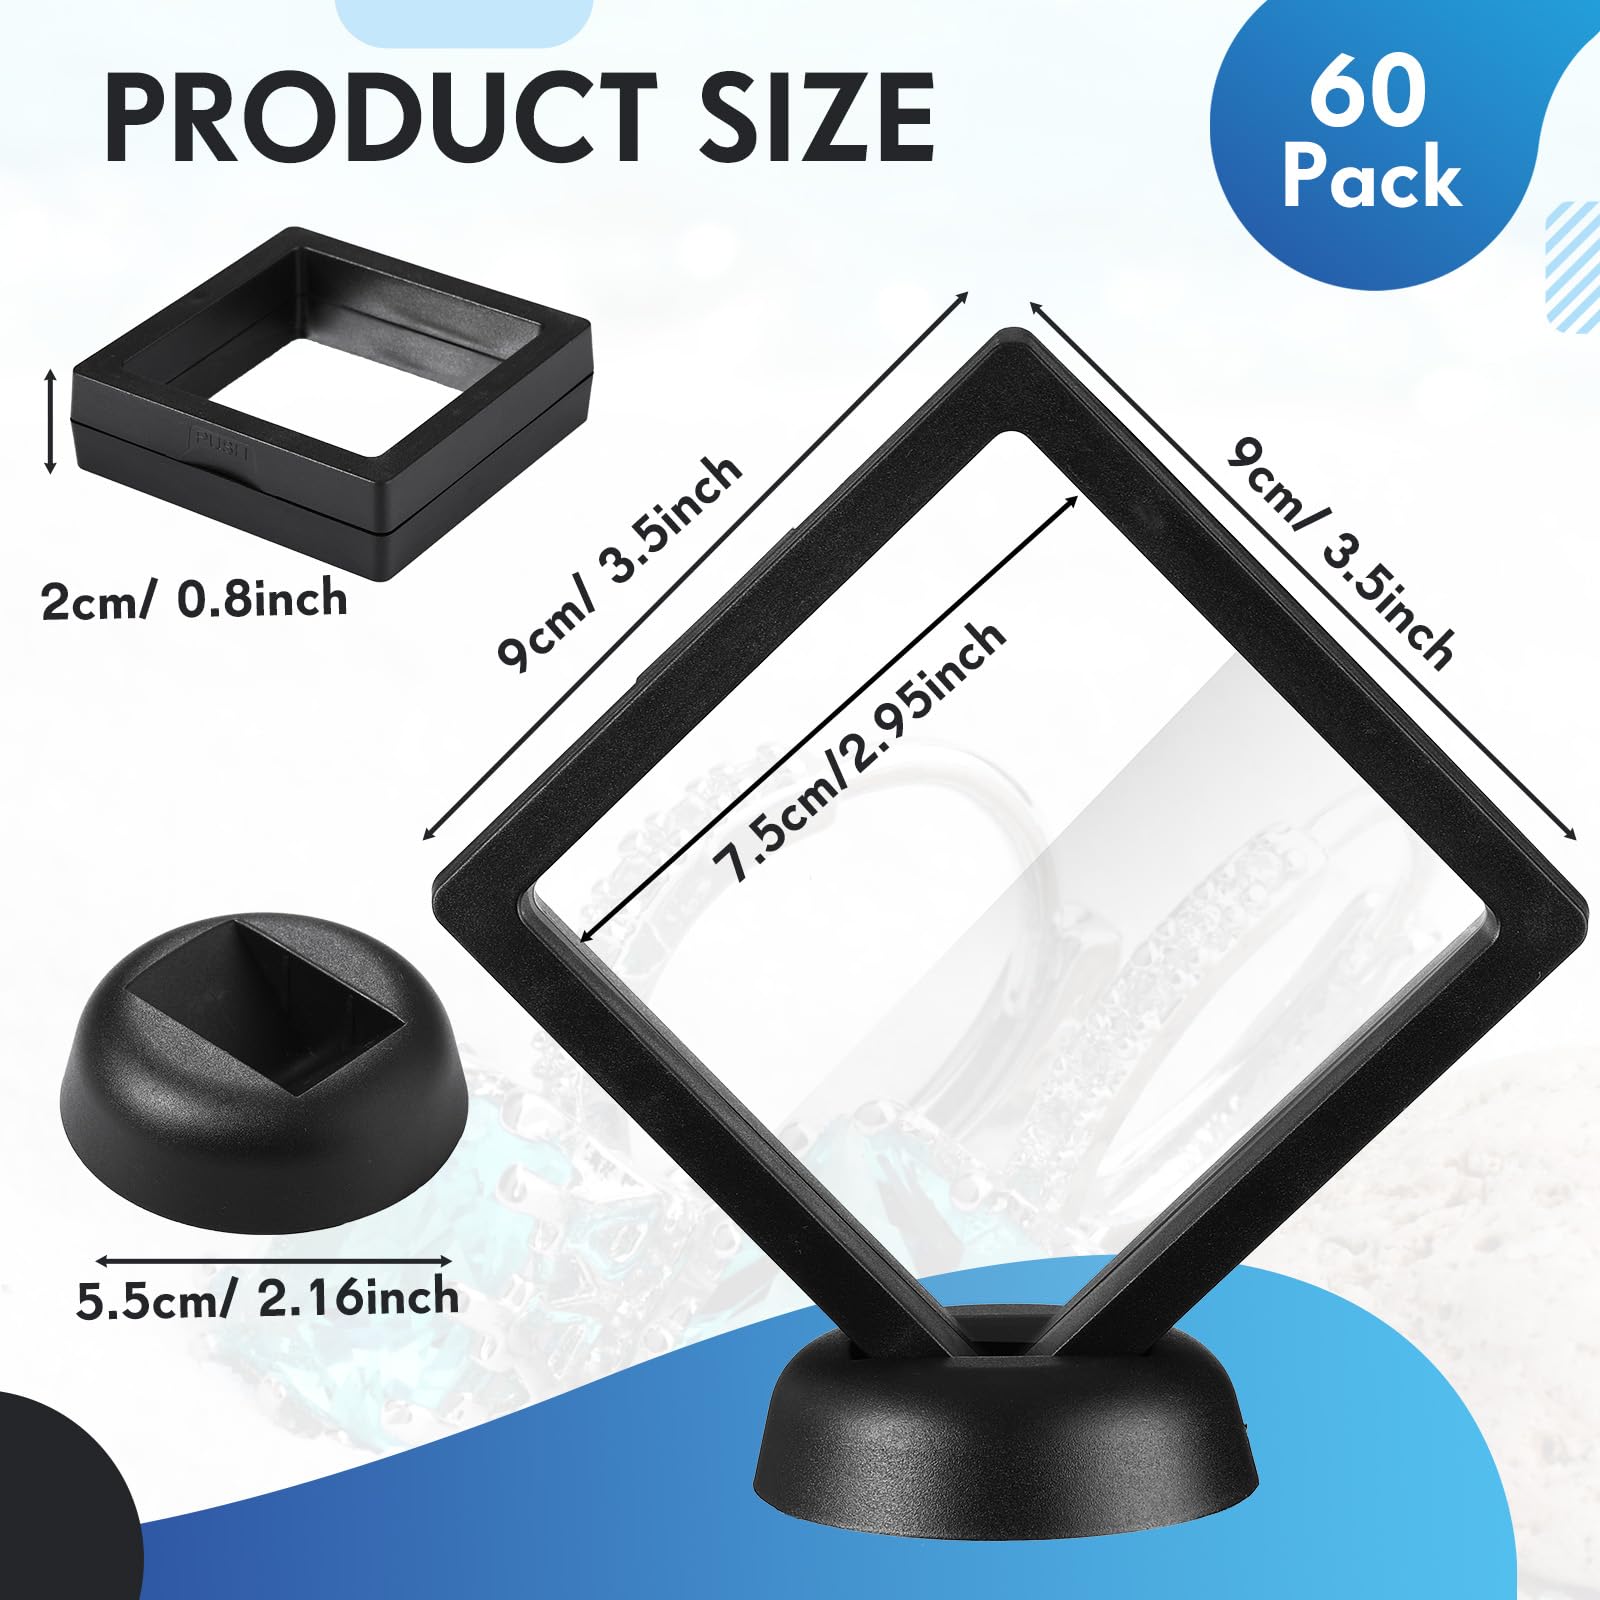 PRODUCT SIZE
60
Pack
PUSH
2cm/ 0.8inch
9cm/ 3.5inch
9cm/ 3.5inch
7.5cm/2.95inch
5.5cm/ 2.16inch